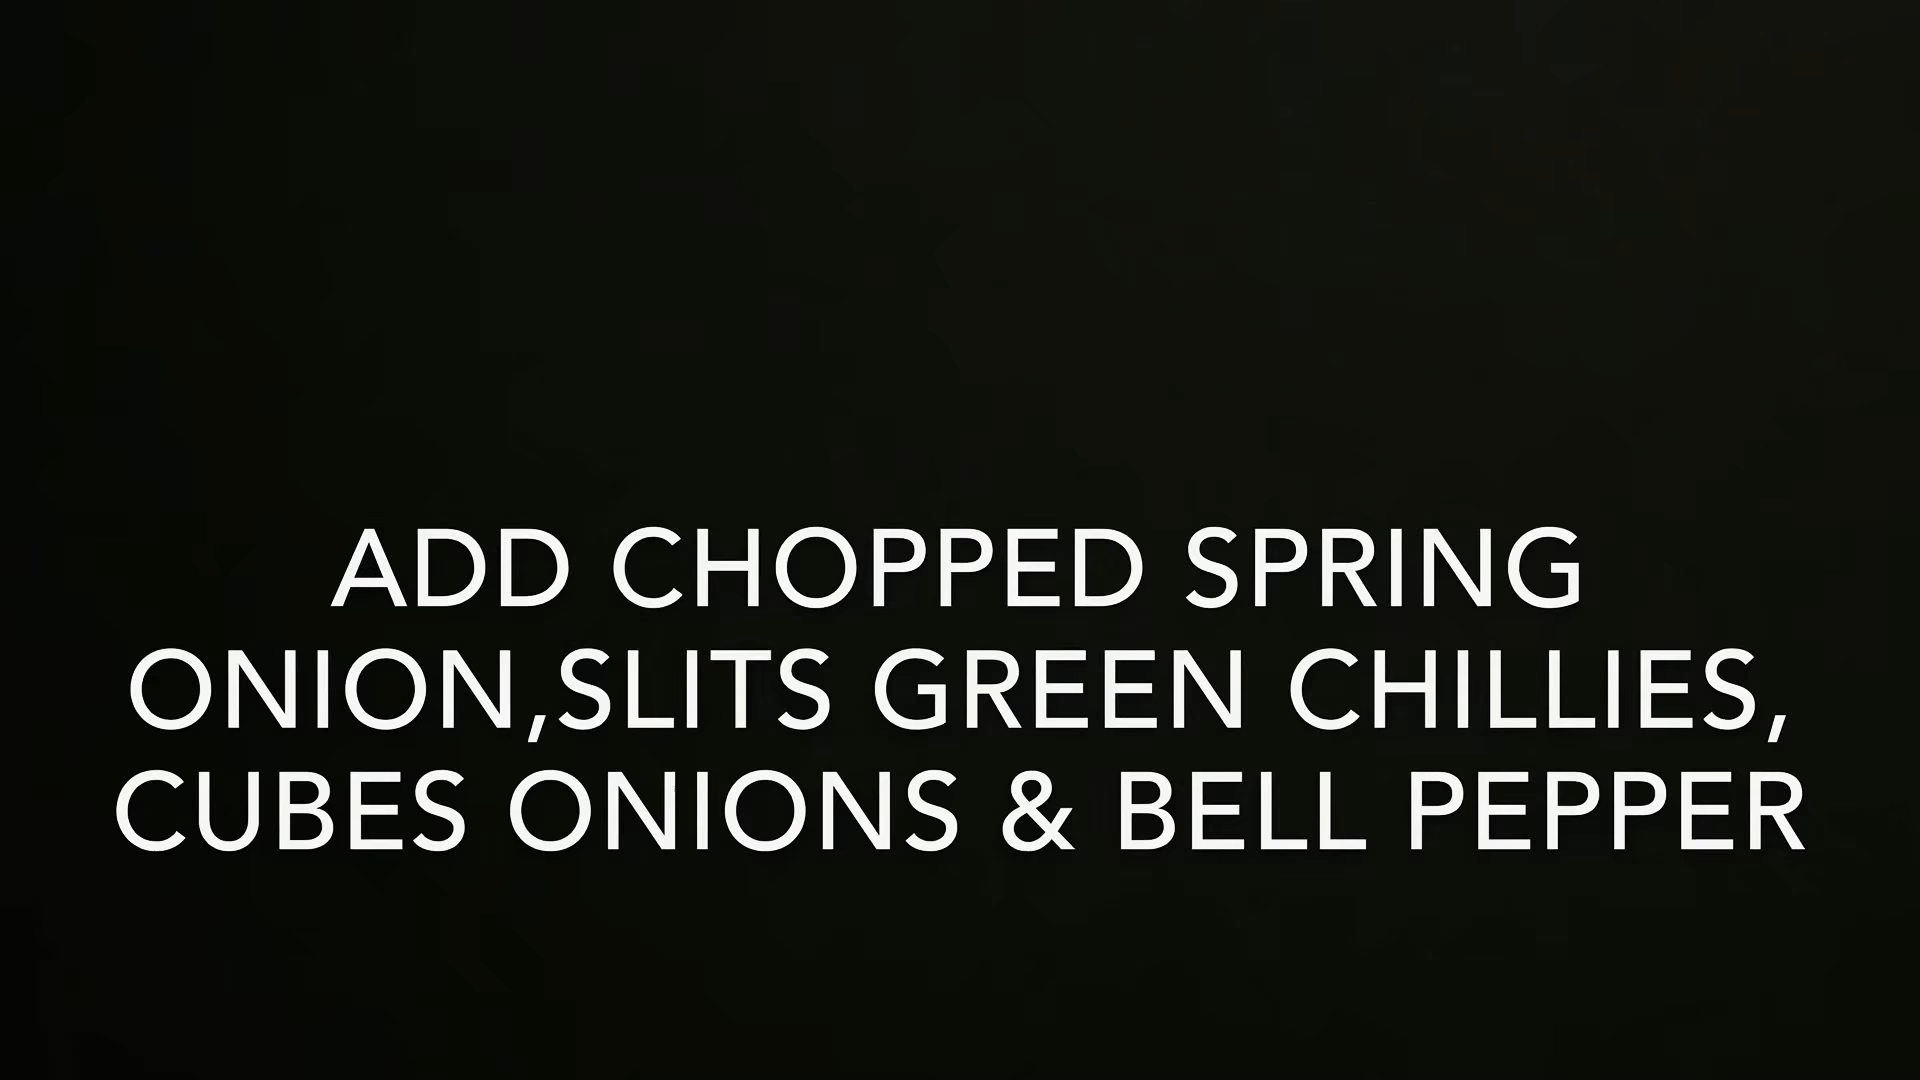 ADD CHOPPED SPRING
ONION,SLITS GREEN CHILLIES,
CUBES ONIONS & BELL PEPPER